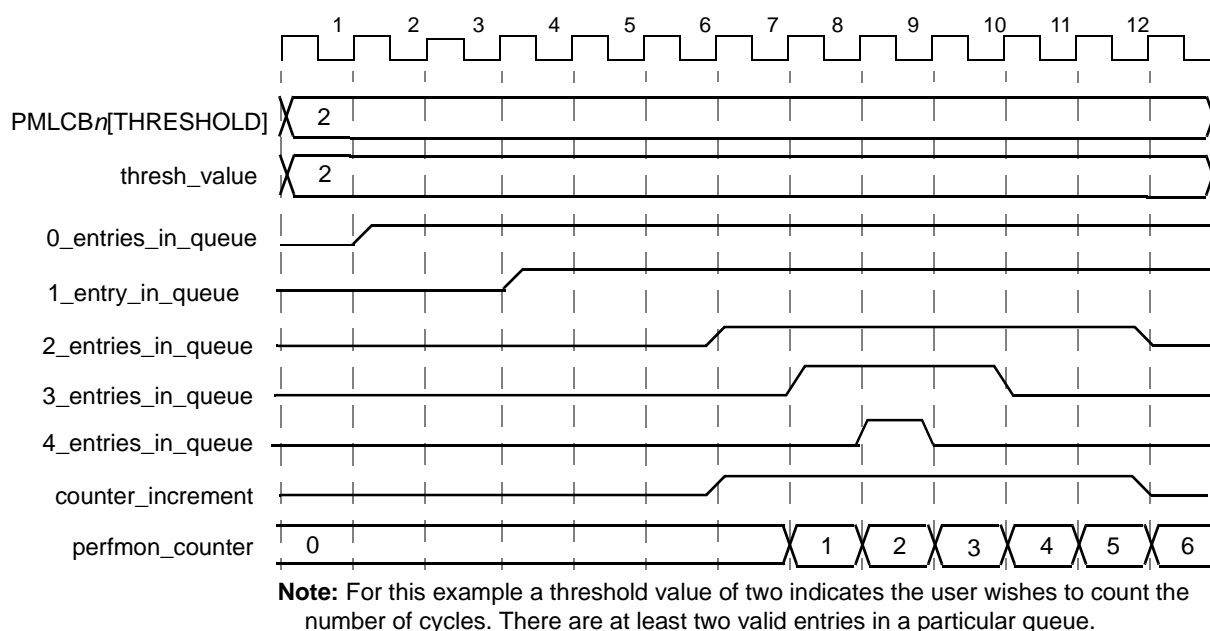 1 2 3 4 5 6 7 8 9 10 11 12
PMLCBn[THRESHOLD] 2
thresh_value 2
0_entries_in_queue
1_entry_in_queue
2_entries_in_queue
3_entries_in_queue
4_entries_in_queue
counter_increment
perfmon_counter 0 1 2 3 4 5 6
Note: For this example a threshold value of two indicates the user wishes to count the
number of cycles. There are at least two valid entries in a particular queue.